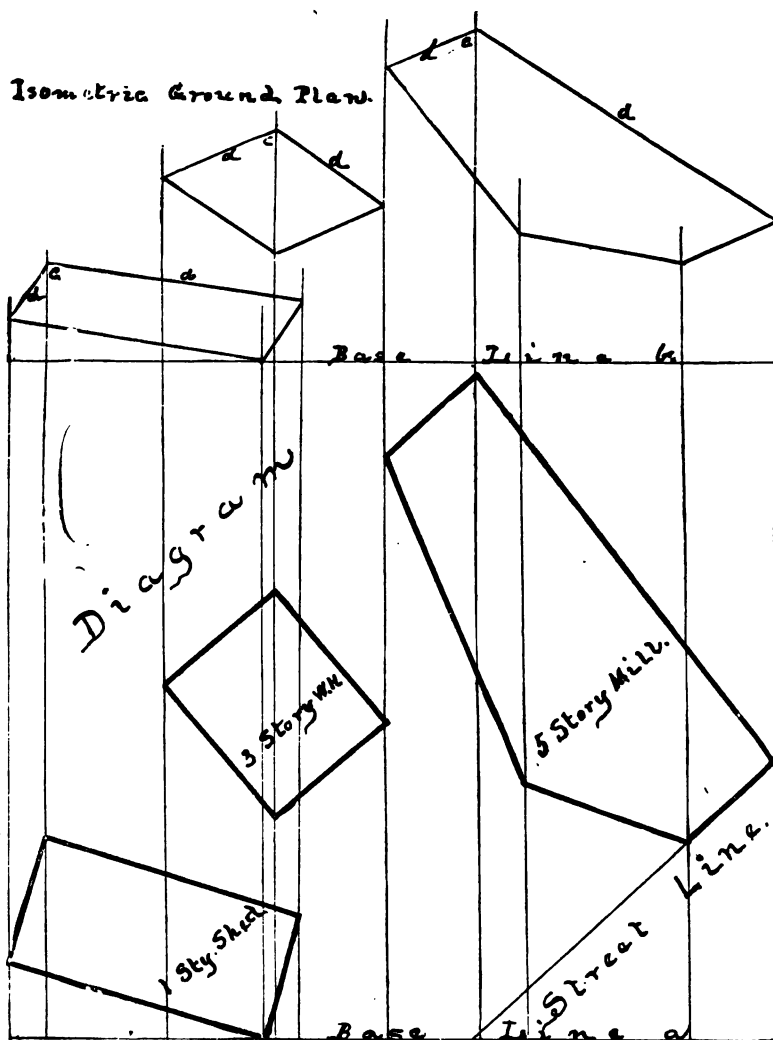 Isometric Ground Plan.
d e
d
d c d
e d
d
Base Line b
Diagram
3 Story W.H
5 Story Mill.
1 Sty. Shed
Street Line.
Base Line a